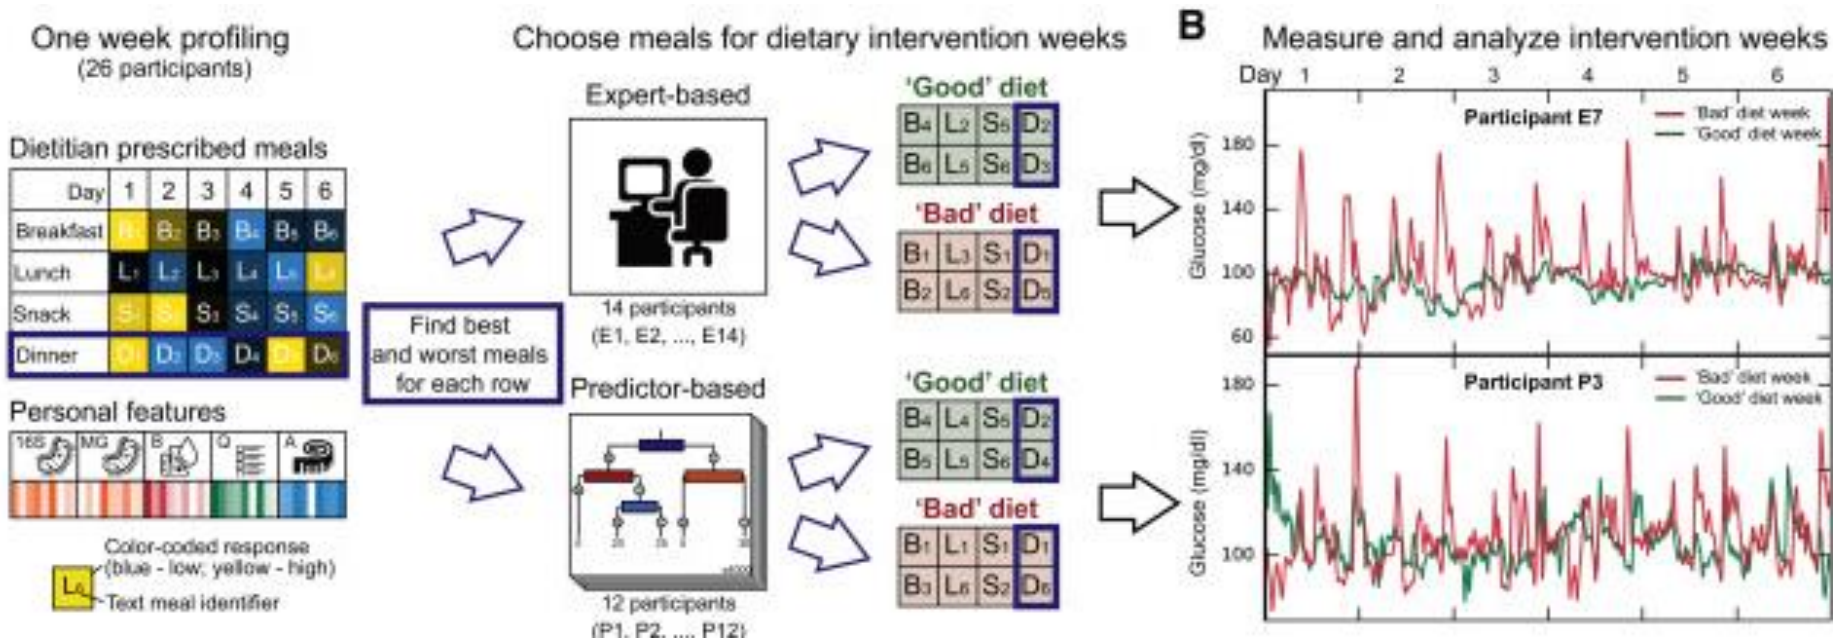 One week profiling
(26 participants)
Dietitian prescribed meals
Day 1 2 3 4 5 6
Breakfast B1 B2 B3 B4 B5 B6
Lunch L1 L2 L3 L4 L5 L6
Snack S1 S2 S3 S4 S5 S6
Dinner D1 D2 D3 D4 D5 D6
Personal features
16S MG B Q A
Color-coded response
(blue - low; yellow - high)
L6
Text meal identifier
Find best
and worst meals
for each row
Choose meals for dietary intervention weeks
Expert-based
14 participants
(E1, E2, ..., E14)
'Good' diet
B4 L2 S5 D2
B6 L5 S6 D3
'Bad' diet
B1 L3 S1 D1
B2 L6 S2 D5
Predictor-based
12 participants
(P1, P2, ..., P12)
'Good' diet
B4 L4 S5 D2
B5 L5 S6 D4
'Bad' diet
B1 L1 S1 D1
B3 L6 S2 D6
B
Measure and analyze intervention weeks
Day 1 2 3 4 5 6
Participant E7
'Bad' diet week
'Good' diet week
Glucose (mg/dl)
180
140
100
60
Participant P3
'Bad' diet week
'Good' diet week
Glucose (mg/dl)
180
140
100